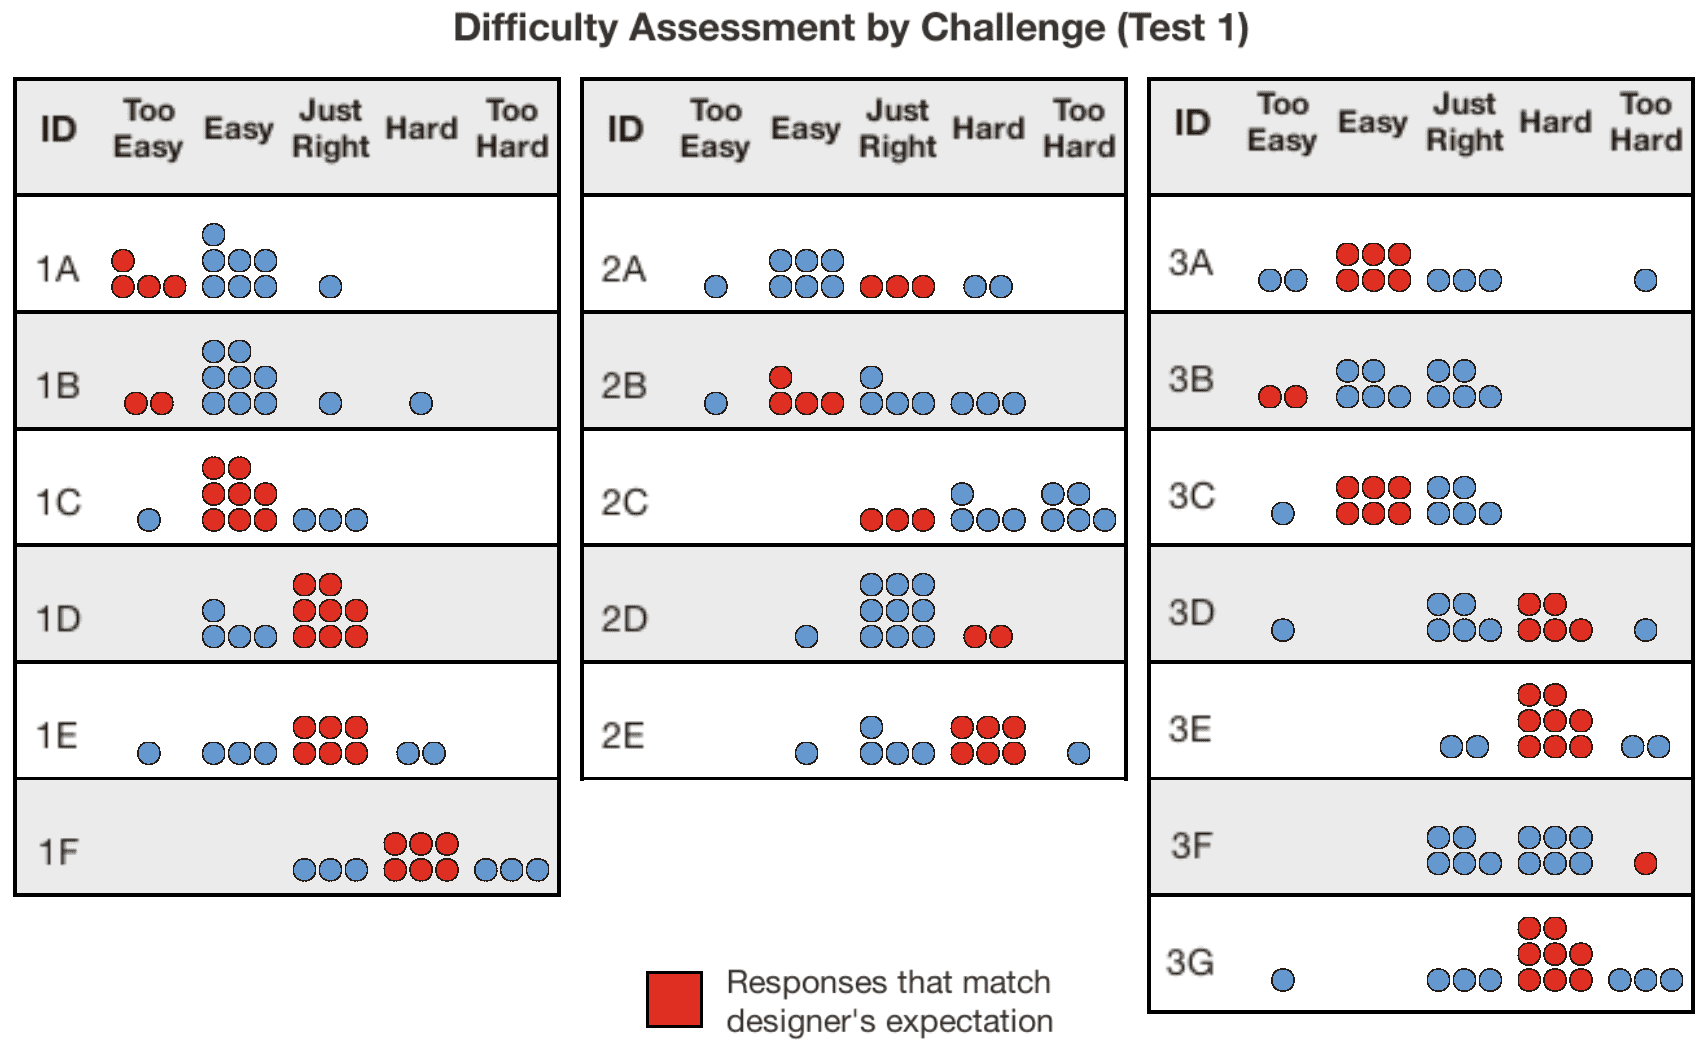 Difficulty Assessment by Challenge (Test 1)
ID Too Easy Easy Just Right Hard Too Hard
1A
1B
1C
1D
1E
1F
ID Too Easy Easy Just Right Hard Too Hard
2A
2B
2C
2D
2E
ID Too Easy Easy Just Right Hard Too Hard
3A
3B
3C
3D
3E
3F
3G
Responses that match
designer's expectation